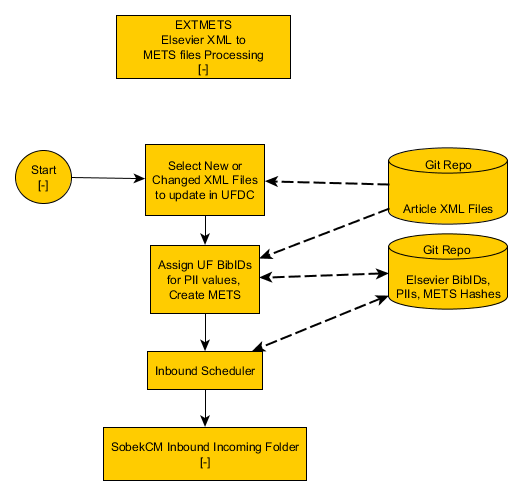 EXTMETS
Elsevier XML to
METS files Processing
[-]
Start
[-]
Select New or
Changed XML Files
to update in UFDC
Git Repo
Article XML Files
Assign UF BibIDs
for PII values,
Create METS
Git Repo
Elsevier BibIDs,
PIIs, METS Hashes
Inbound Scheduler
SobekCM Inbound Incoming Folder
[-]